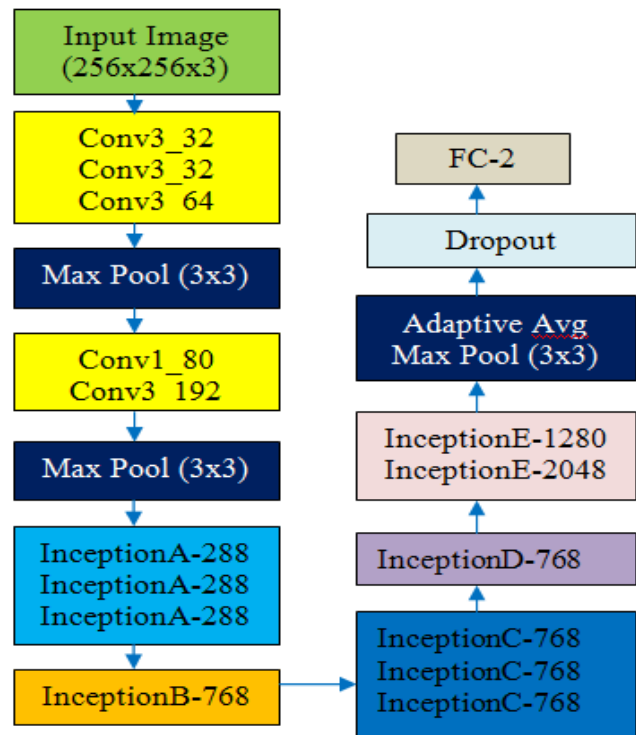 Input Image
(256x256x3)
Conv3_32
Conv3_32
Conv3_64
Max Pool (3x3)
Conv1_80
Conv3_192
Max Pool (3x3)
InceptionA-288
InceptionA-288
InceptionA-288
InceptionB-768
InceptionC-768
InceptionC-768
InceptionC-768
InceptionD-768
InceptionE-1280
InceptionE-2048
Adaptive Avg
Max Pool (3x3)
Dropout
FC-2